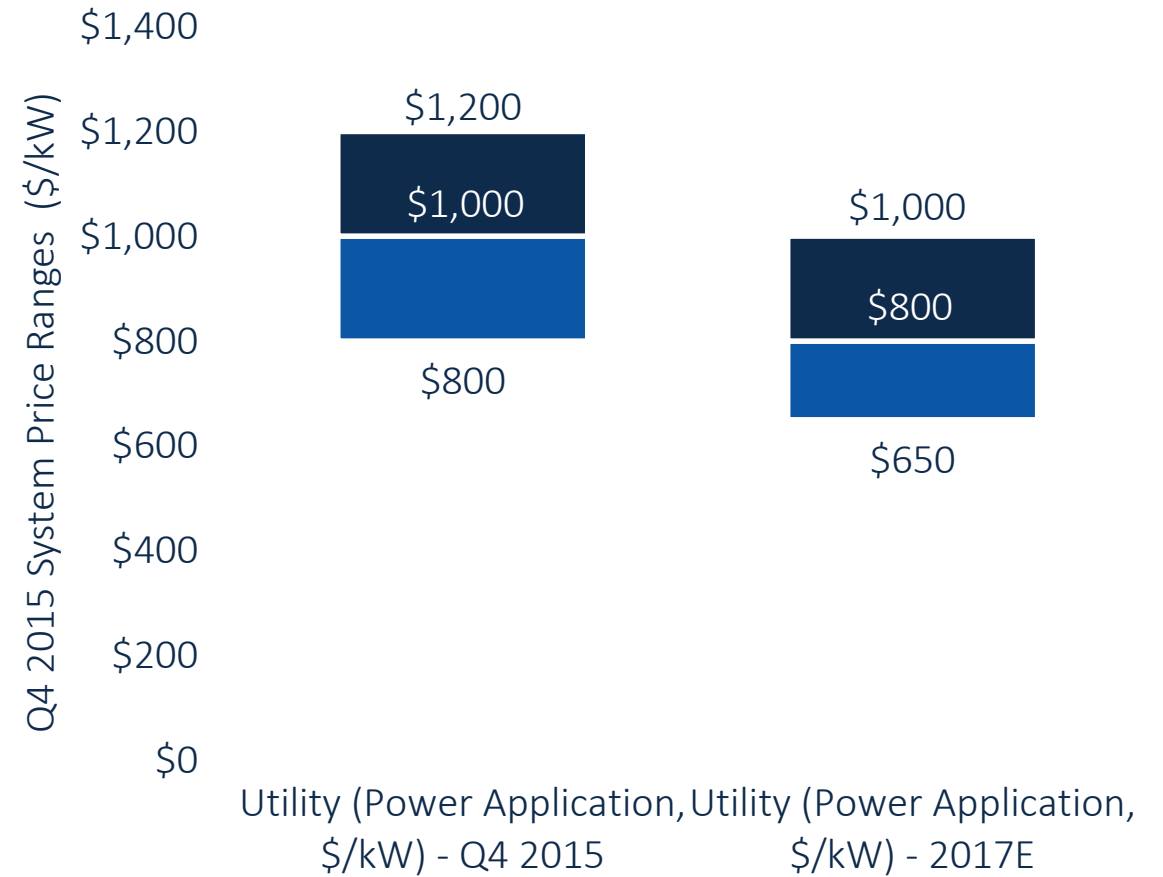 $1,400
$1,200
$1,000
$800
$600
$400
$200
$0
Q4 2015 System Price Ranges ($/kW)
$1,200
$1,000
$800
$1,000
$800
$650
Utility (Power Application,
$/kW) - Q4 2015
Utility (Power Application,
$/kW) - 2017E